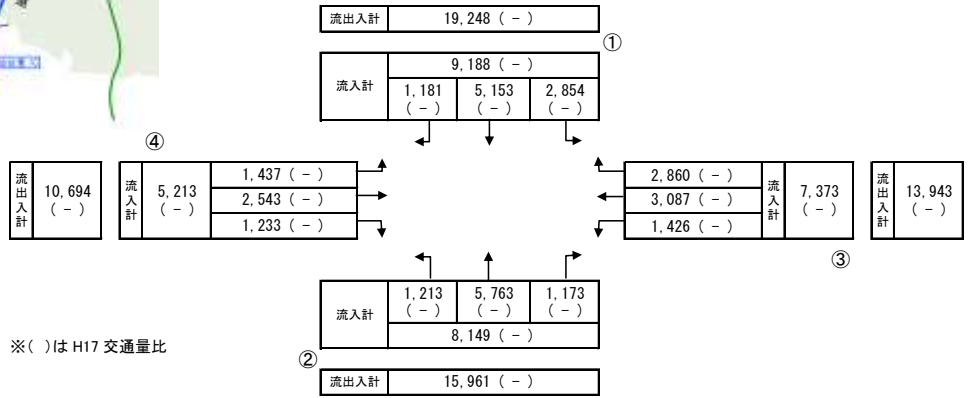 流出入計 19,248 ( - )
①
流入計 9,188 ( - )
1,181 ( - ) 5,153 ( - ) 2,854 ( - )
④
流出入計 10,694 ( - )
流入計 5,213 ( - )
1,437 ( - )
2,543 ( - )
1,233 ( - )
2,860 ( - )
3,087 ( - )
1,426 ( - )
流入計 7,373 ( - )
流出入計 13,943 ( - )
③
流入計 1,213 ( - ) 5,763 ( - ) 1,173 ( - )
8,149 ( - )
※( )は H17 交通量比
②
流出入計 15,961 ( - )